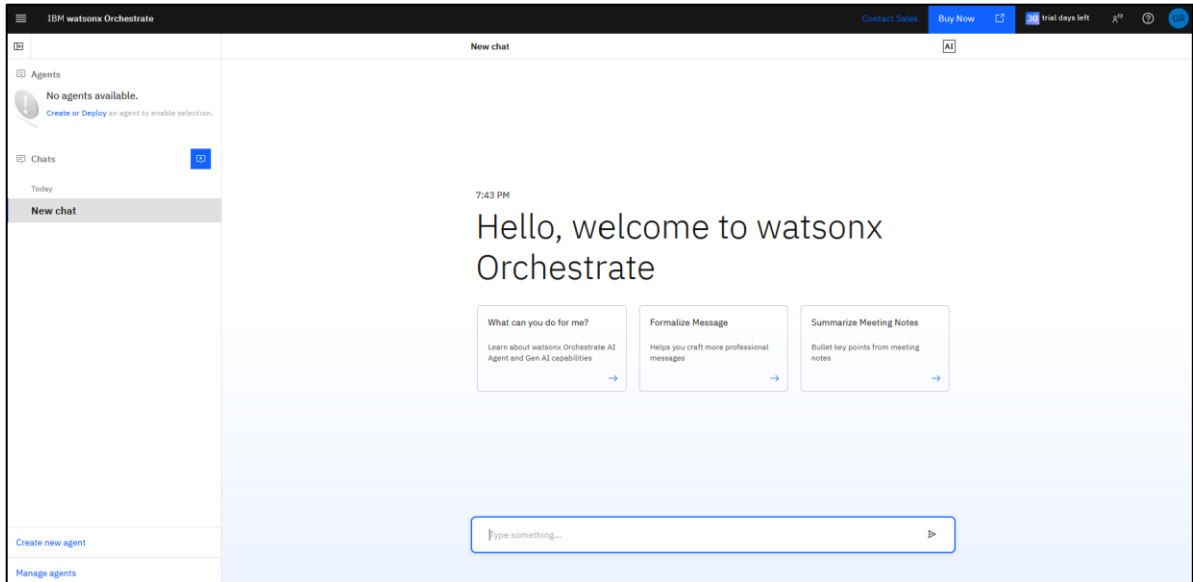 IBM watsonx Orchestrate
Contact Sales
Buy Now
30 trial days left
GR
New chat
AI
Agents
No agents available.
Create or Deploy an agent to enable selection.
Chats
Today
New chat
7:43 PM
Hello, welcome to watsonx
Orchestrate
What can you do for me?
Learn about watsonx Orchestrate AI
Agent and Gen AI capabilities
Formalize Message
Helps you craft more professional
messages
Summarize Meeting Notes
Bullet key points from meeting
notes
Type something...
Create new agent
Manage agents